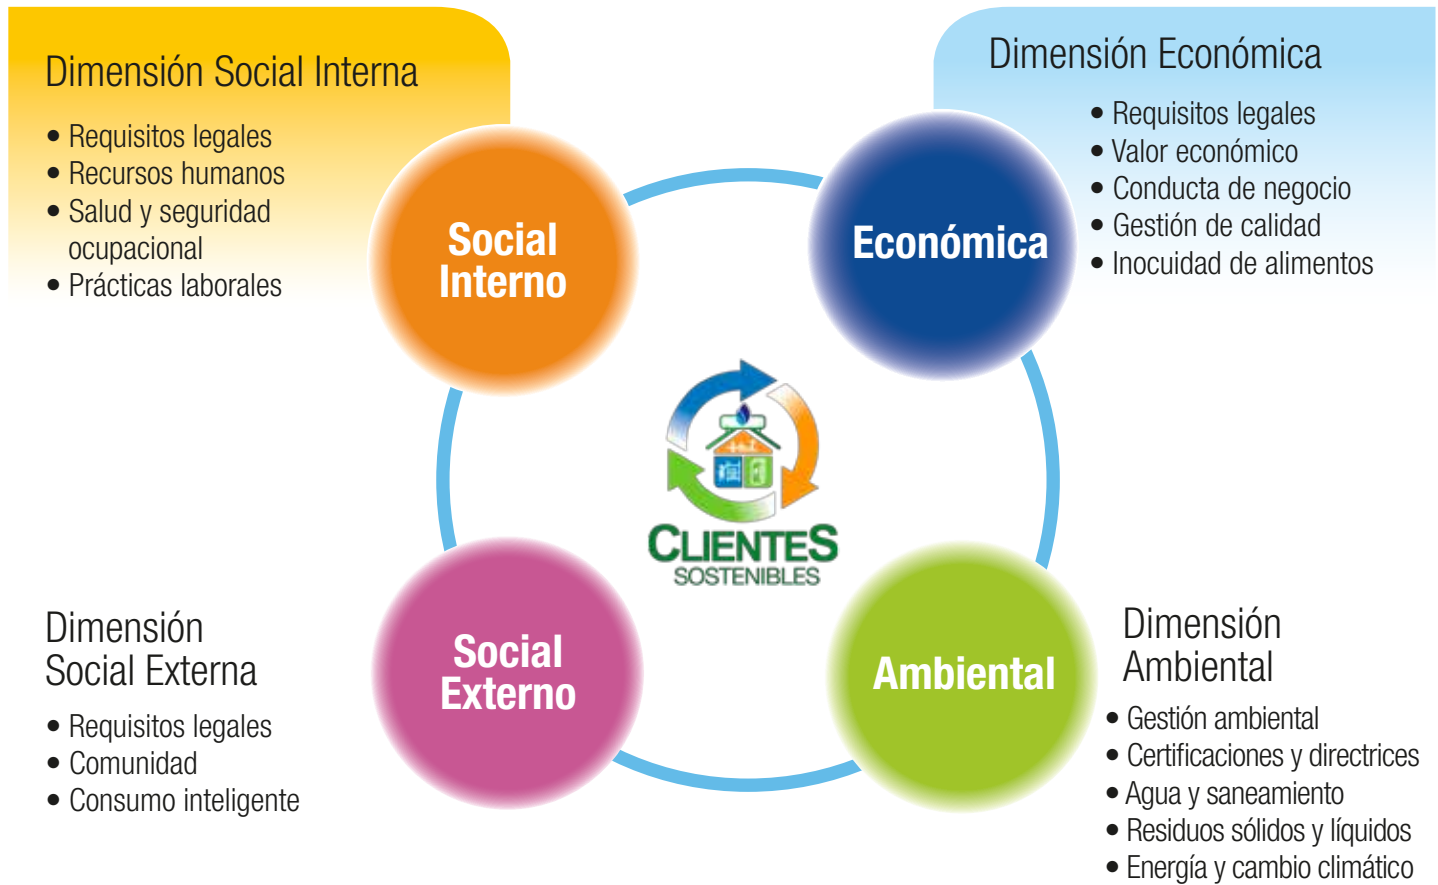 Dimensión Social Interna
• Requisitos legales
• Recursos humanos
• Salud y seguridad
ocupacional
• Prácticas laborales
Social
Interno
Dimensión Económica
• Requisitos legales
• Valor económico
• Conducta de negocio
• Gestión de calidad
• Inocuidad de alimentos
Económica
CLIENTES
SOSTENIBLES
Dimensión
Social Externa
• Requisitos legales
• Comunidad
• Consumo inteligente
Social
Externo
Ambiental
Dimensión
Ambiental
• Gestión ambiental
• Certificaciones y directrices
• Agua y saneamiento
• Residuos sólidos y líquidos
• Energía y cambio climático